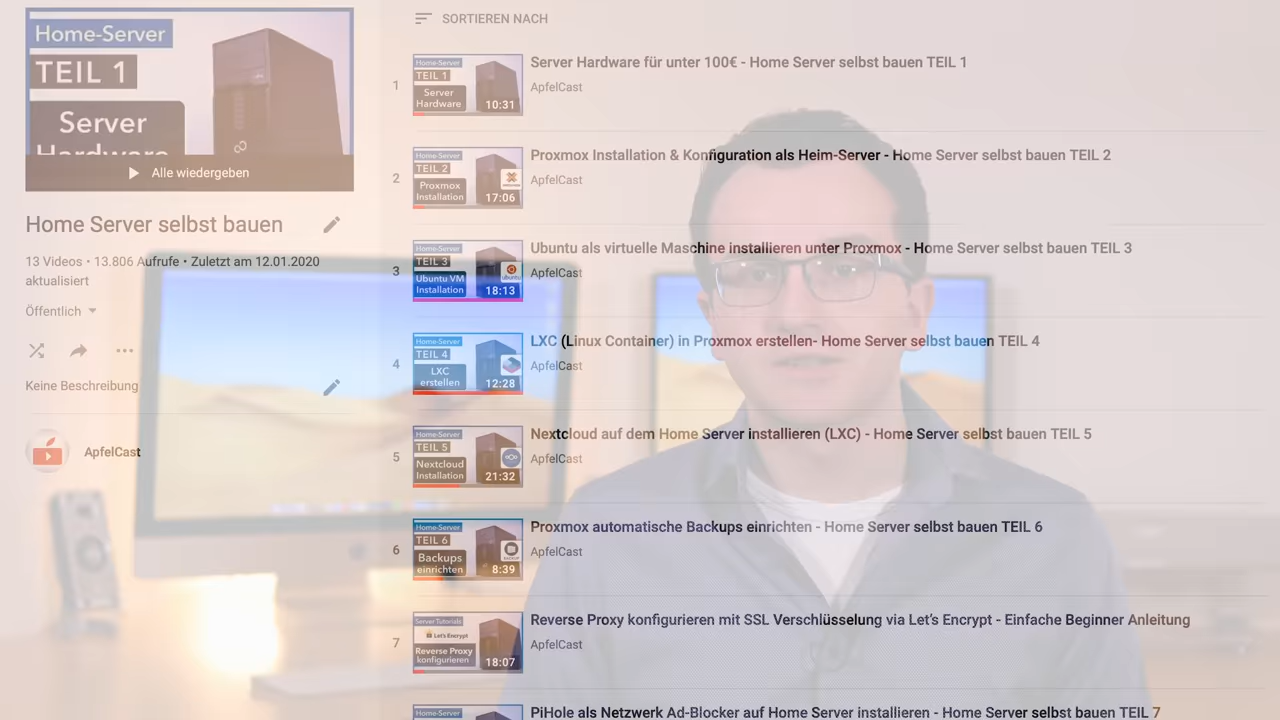 Home-Server
TEIL 1
Server
Hardware
Alle wiedergeben
Home Server selbst bauen
13 Videos • 13.806 Aufrufe • Zuletzt am 12.01.2020
aktualisiert
Öffentlich
Keine Beschreibung
ApfelCast
SORTIEREN NACH
1
Home-Server
TEIL 1
Server
Hardware
10:31
Server Hardware für unter 100€ - Home Server selbst bauen TEIL 1
ApfelCast
2
Home-Server
TEIL 2
Proxmox
Installation
17:06
Proxmox Installation & Konfiguration als Heim-Server - Home Server selbst bauen TEIL 2
ApfelCast
3
Home-Server
TEIL 3
Ubuntu VM
Installation
18:13
Ubuntu als virtuelle Maschine installieren unter Proxmox - Home Server selbst bauen TEIL 3
ApfelCast
4
Home-Server
TEIL 4
LXC
erstellen
12:28
LXC (Linux Container) in Proxmox erstellen- Home Server selbst bauen TEIL 4
ApfelCast
5
Home-Server
TEIL 5
Nextcloud
Installation
21:32
Nextcloud auf dem Home Server installieren (LXC) - Home Server selbst bauen TEIL 5
ApfelCast
6
Home-Server
TEIL 6
Backups
einrichten
8:39
Proxmox automatische Backups einrichten - Home Server selbst bauen TEIL 6
ApfelCast
7
Server Tutorials
Let's Encrypt
Reverse Proxy
konfigurieren
18:07
Reverse Proxy konfigurieren mit SSL Verschlüsselung via Let's Encrypt - Einfache Beginner Anleitung
ApfelCast
Home-Server
PiHole als Netzwerk Ad-Blocker auf Home Server installieren - Home Server selbst bauen TEIL 7